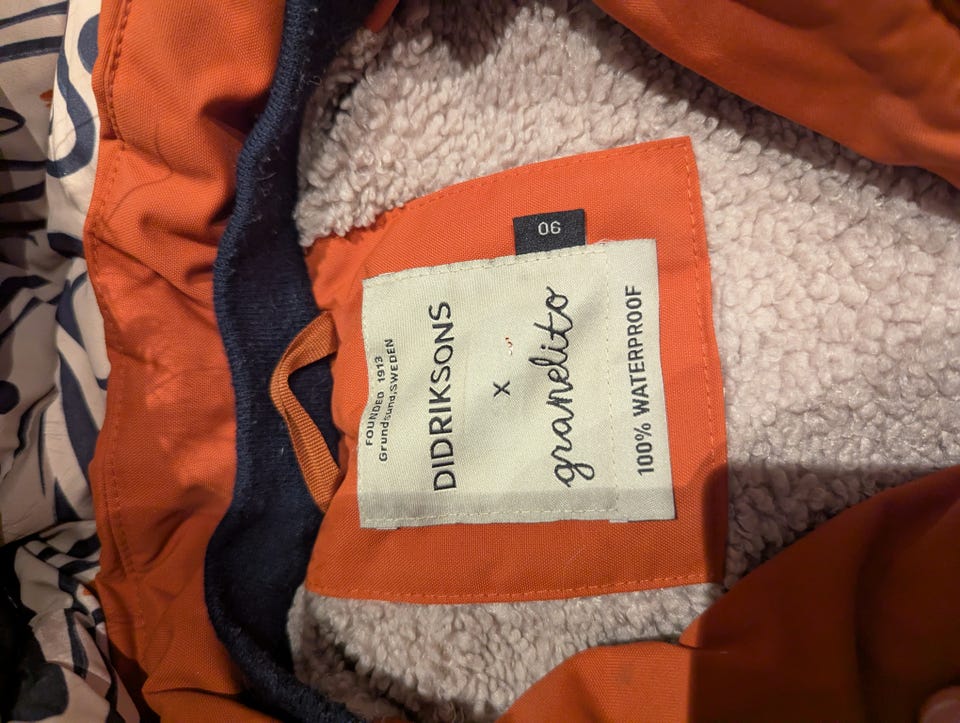 FOUNDED 1913
Grundsund, SWEDEN
DIDRIKSONS
X
granelito
100% WATERPROOF
90